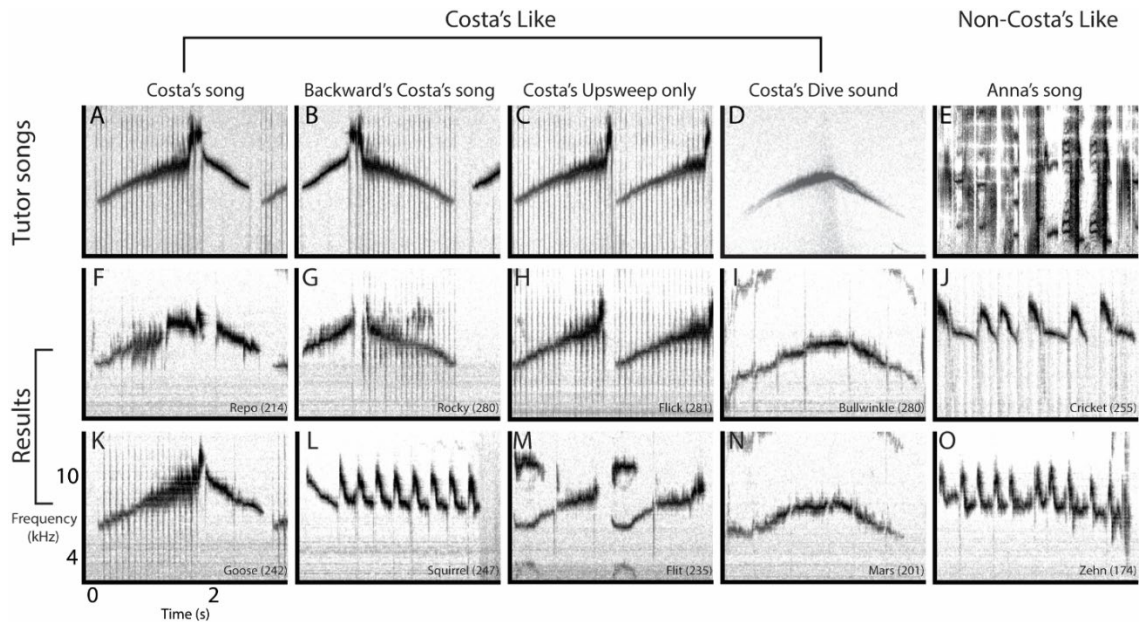 Costa's Like
Non-Costa's Like
Costa's song
Backward's Costa's song
Costa's Upsweep only
Costa's Dive sound
Anna's song
Tutor songs
A
B
C
D
E
Results
F
Repo (214)
G
Rocky (280)
H
Flick (281)
I
Bullwinkle (280)
J
Cricket (255)
K
Goose (242)
L
Squirrel (247)
M
Flit (235)
N
Mars (201)
O
Zehn (174)
10
Frequency
(kHz)
4
0
2
Time (s)